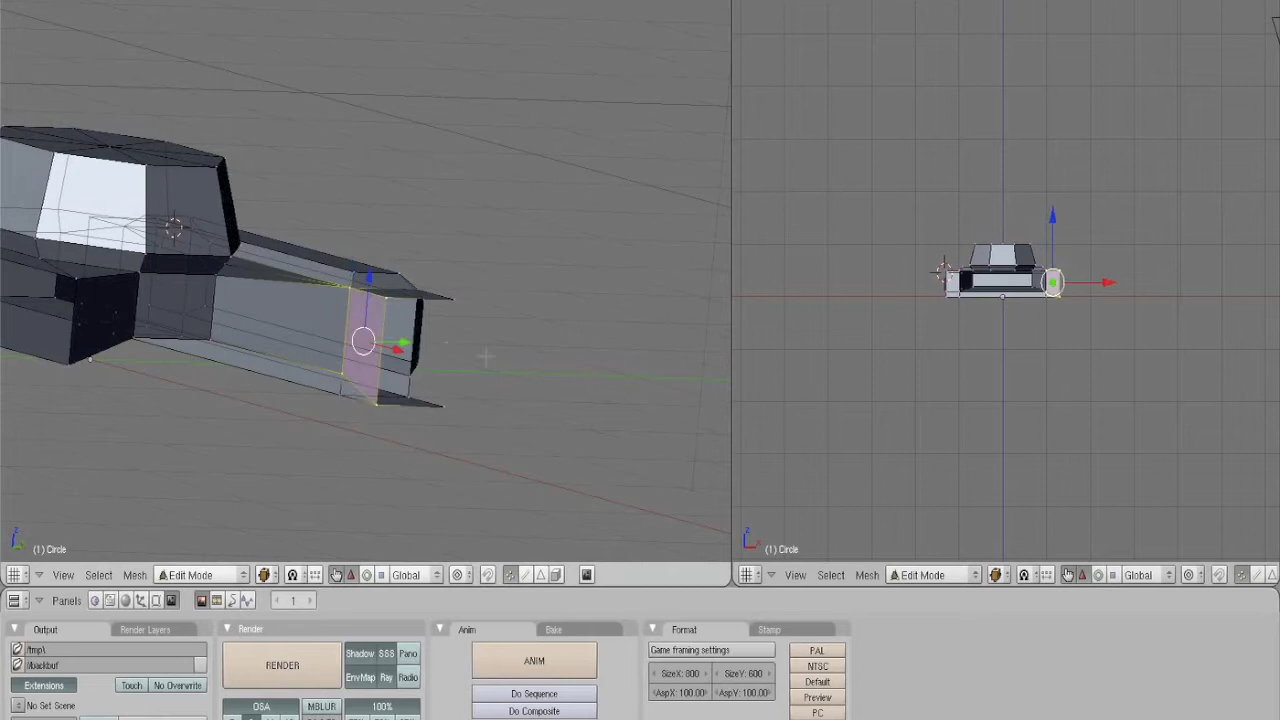 (1) Circle
(1) Circle
View Select Mesh Edit Mode Global
View Select Mesh Edit Mode Global
Panels 1
Output Render Layers
/tmp\
//backbuf
Extensions Touch No Overwrite
No Set Scene
Render
RENDER
Shadow SSS Pano
EnvMap Ray Radio
OSA MBLUR 100%
Anim Bake
ANIM
Do Sequence
Do Composite
Format Stamp
Game framing settings
SizeX: 800 SizeY: 600
AspX: 100.00 AspY: 100.00
PAL
NTSC
Default
Preview
PC